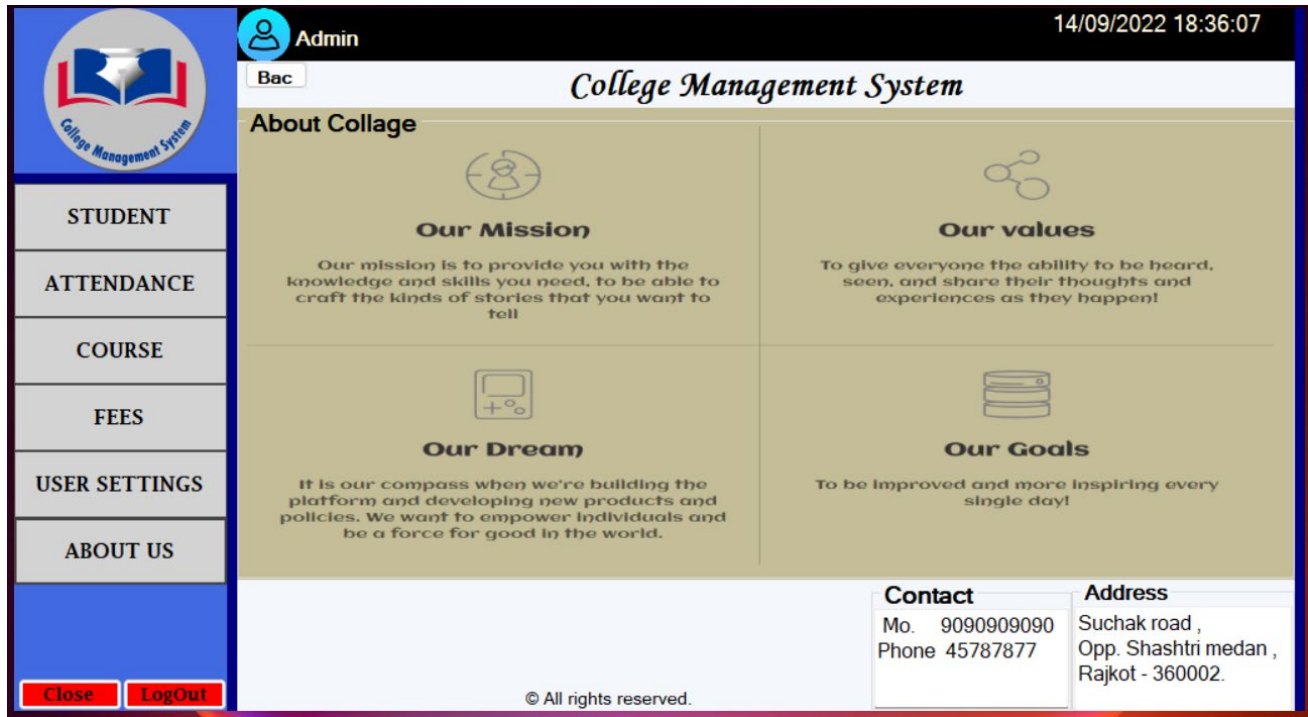 Admin
14/09/2022 18:36:07
Bac
College Management System
College Management System
About Collage
STUDENT
ATTENDANCE
COURSE
FEES
USER SETTINGS
ABOUT US
Close
LogOut
Our Mission
Our mission is to provide you with the
knowledge and skills you need, to be able to
craft the kinds of stories that you want to
tell
Our values
To give everyone the ability to be heard,
seen, and share their thoughts and
experiences as they happen!
Our Dream
It is our compass when we're building the
platform and developing new products and
policies. We want to empower individuals and
be a force for good in the world.
Our Goals
To be improved and more inspiring every
single day!
Contact
Mo. 9090909090
Phone 45787877
Address
Suchak road ,
Opp. Shashtri medan ,
Rajkot - 360002.
© All rights reserved.